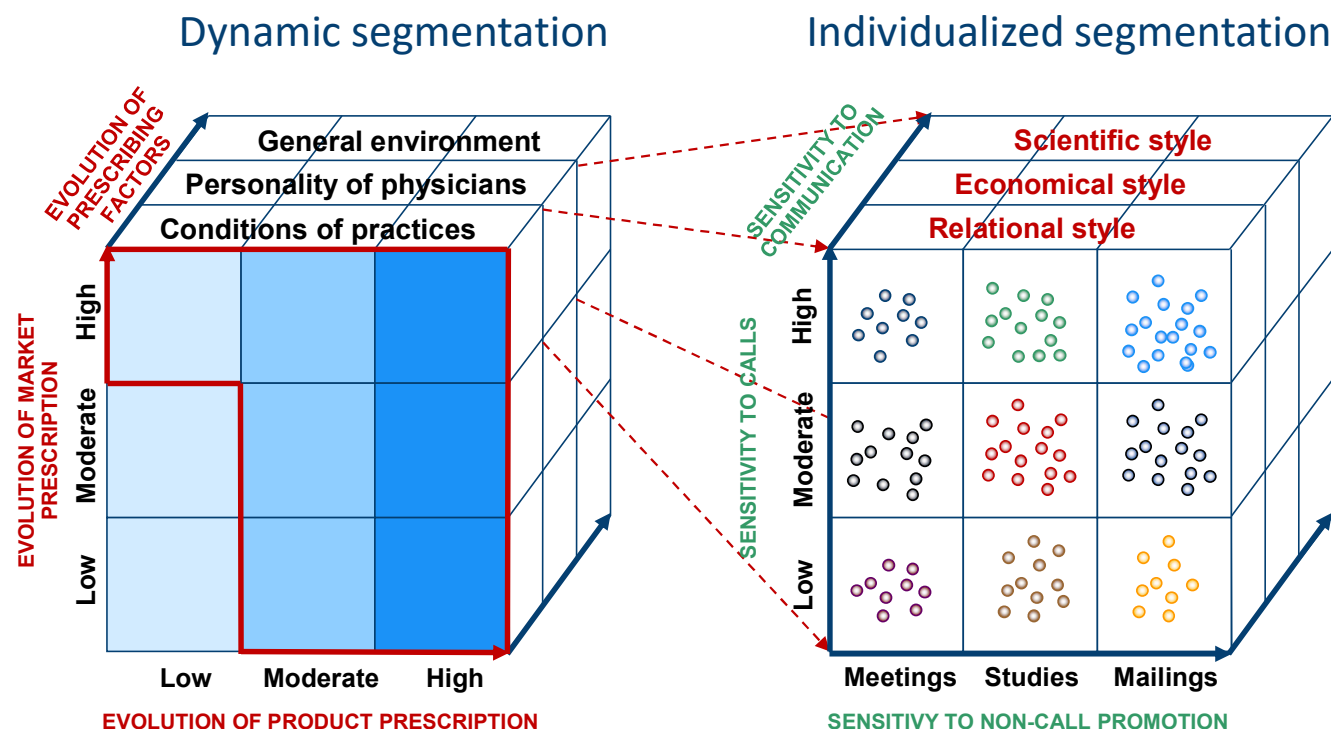 Dynamic segmentation
Individualized segmentation
EVOLUTION OF
PRESCRIBING
FACTORS
General environment
Personality of physicians
Conditions of practices
SENSITIVITY TO
COMMUNICATION
Scientific style
Economical style
Relational style
EVOLUTION OF MARKET
PRESCRIPTION
High
Moderate
Low
SENSITIVITY TO CALLS
High
Moderate
Low
Low
Moderate
High
EVOLUTION OF PRODUCT PRESCRIPTION
Meetings
Studies
Mailings
SENSITIVY TO NON-CALL PROMOTION